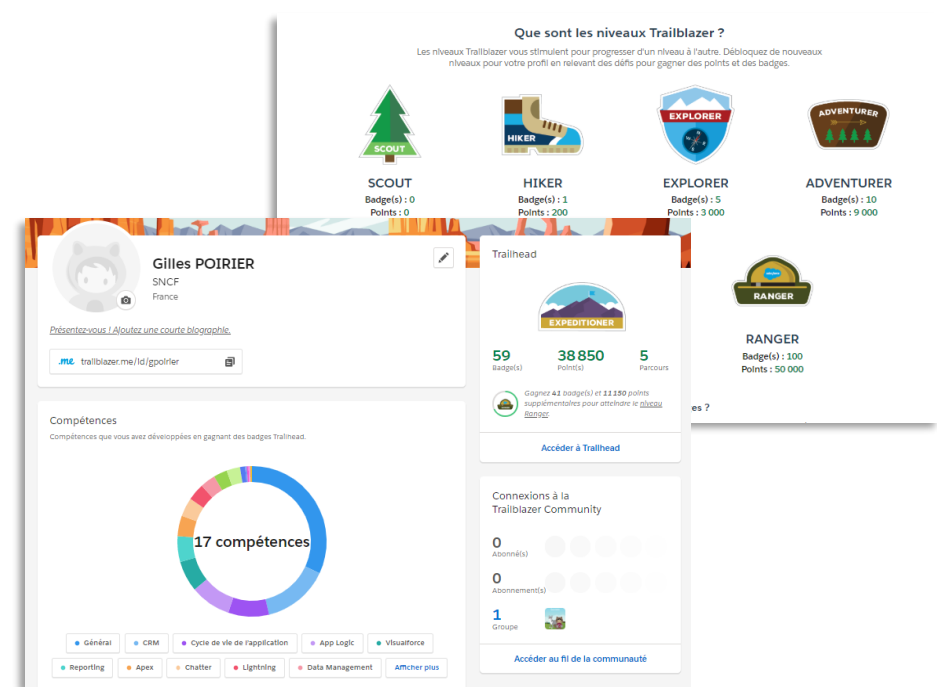 Que sont les niveaux Trailblazer ?
Les niveaux Trailblazer vous stimulent pour progresser d'un niveau à l'autre. Débloquez de nouveaux
niveaux pour votre profil en relevant des défis pour gagner des points et des badges.
SCOUT
HIKER
EXPLORER
ADVENTURER
SCOUT
HIKER
EXPLORER
ADVENTURER
Badge(s) : 0
Badge(s) : 1
Badge(s) : 5
Badge(s) : 10
Points : 0
Points : 200
Points : 3 000
Points : 9 000
RANGER
RANGER
Badge(s) : 100
Points : 50 000
es ?
Gilles POIRIER
SNCF
France
Présentez-vous ! Ajoutez une courte biographie.
.me trailblazer.me/id/gpoirier
Trailhead
EXPEDITIONER
59
38 850
5
Badge(s)
Point(s)
Parcours
Gagnez 41 badge(s) et 11 150 points
supplémentaires pour atteindre le niveau
Ranger.
Accéder à Trailhead
Compétences
Compétences que vous avez développées en gagnant des badges Trailhead.
17 compétences
Général
CRM
Cycle de vie de l'application
App Logic
Visualforce
Reporting
Apex
Chatter
Lightning
Data Management
Afficher plus
Connexions à la
Trailblazer Community
0
Abonné(s)
0
Abonnement(s)
1
Groupe
Accéder au fil de la communauté